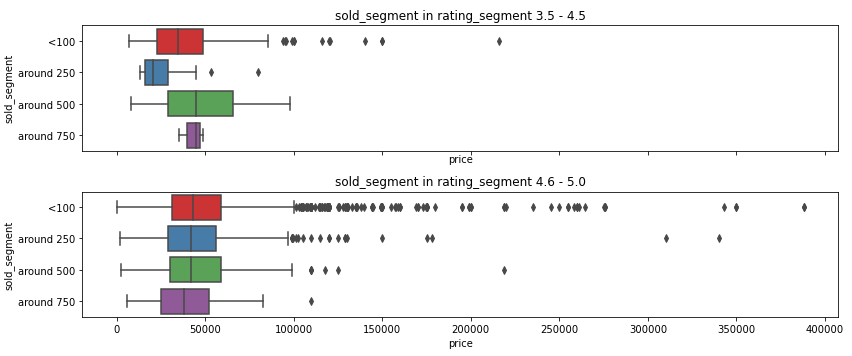 sold_segment in rating_segment 3.5 - 4.5
sold_segment
<100
around 250
around 500
around 750
price
sold_segment in rating_segment 4.6 - 5.0
sold_segment
<100
around 250
around 500
around 750
0 50000 100000 150000 200000 250000 300000 350000 400000
price